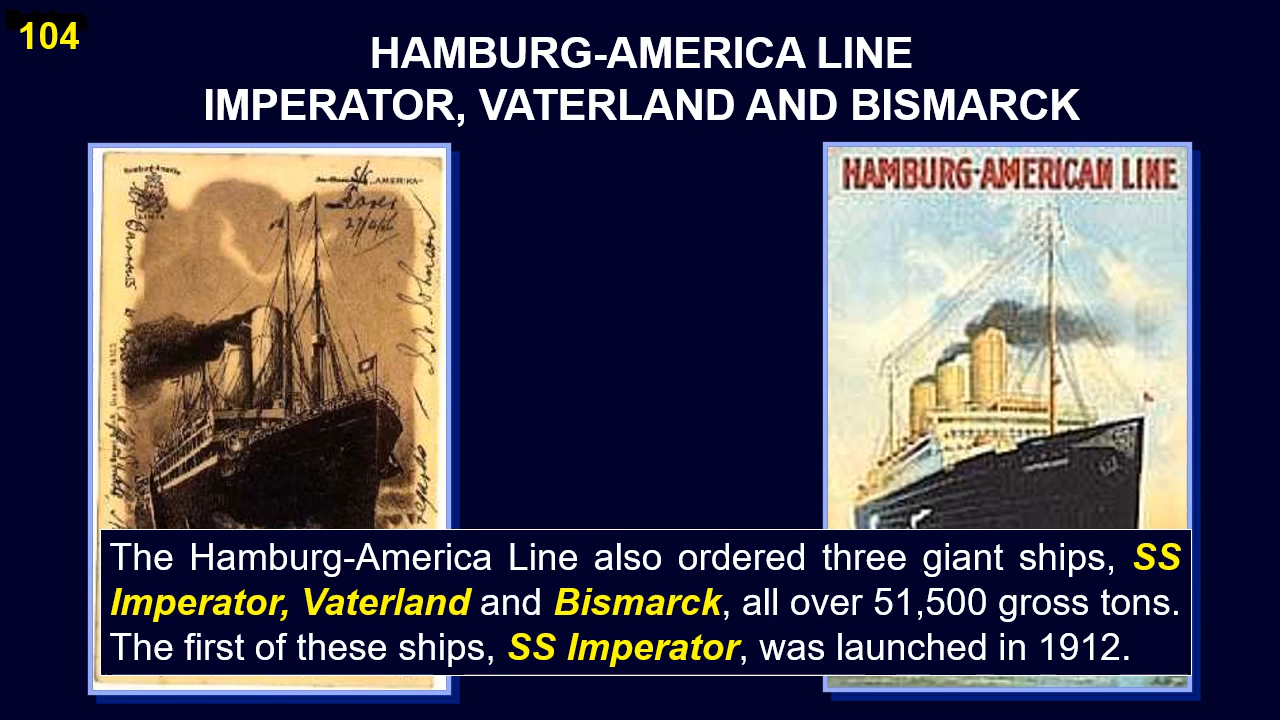 104
HAMBURG-AMERICA LINE
IMPERATOR, VATERLAND AND BISMARCK
S/S „AMERIKA"
HAMBURG-AMERICAN LINE
The Hamburg-America Line also ordered three giant ships, SS
Imperator, Vaterland and Bismarck, all over 51,500 gross tons.
The first of these ships, SS Imperator, was launched in 1912.